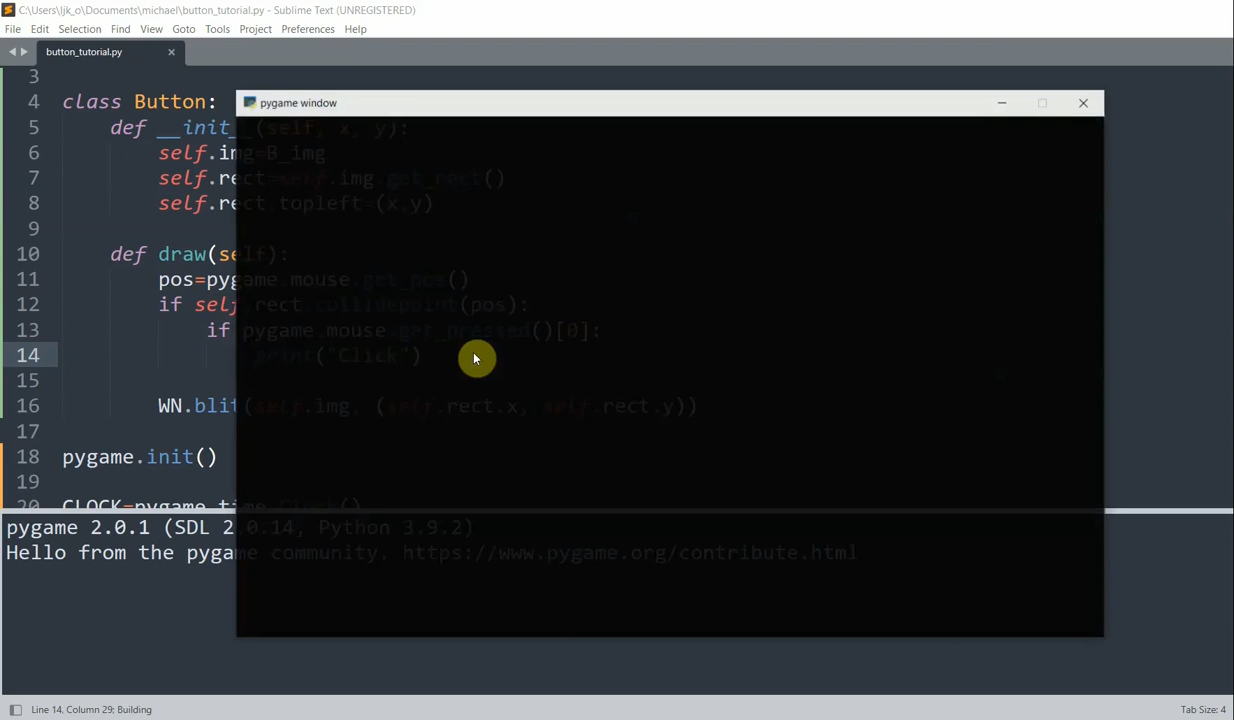 C:\Users\ljk_o\Documents\michael\button_tutorial.py - Sublime Text (UNREGISTERED)
File Edit Selection Find View Goto Tools Project Preferences Help
button_tutorial.py
3
4 class Button:
pygame window
5 def __init__(self, x, y):
6 self.img=B_img
7 self.rect=self.img.get_rect()
8 self.rect.topleft=(x,y)
9
10 def draw(self):
11 pos=pygame.mouse.get_pos()
12 if self.rect.collidepoint(pos):
13 if pygame.mouse.get_pressed()[0]:
14 print("Click")
15
16 WN.blit(self.img, (self.rect.x, self.rect.y))
17
18 pygame.init()
19
20 CLOCK=pygame.time.Clock()
pygame 2.0.1 (SDL 2.0.14, Python 3.9.2)
Hello from the pygame community. https://www.pygame.org/contribute.html
Line 14, Column 29; Building
Tab Size: 4